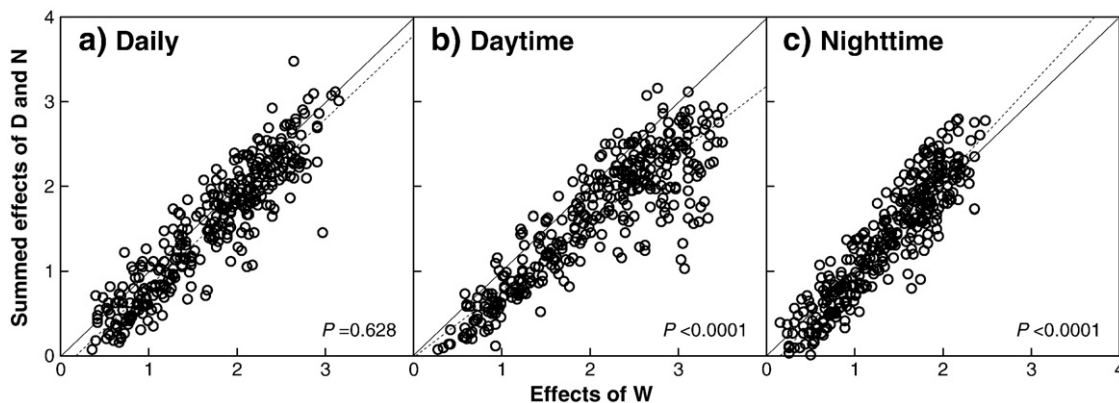 a) Daily
b) Daytime
c) Nighttime
Summed effects of D and N
4
3
2
1
0
P =0.628
P <0.0001
P <0.0001
0 1 2 3 0 1 2 3 0 1 2 3 4
Effects of W